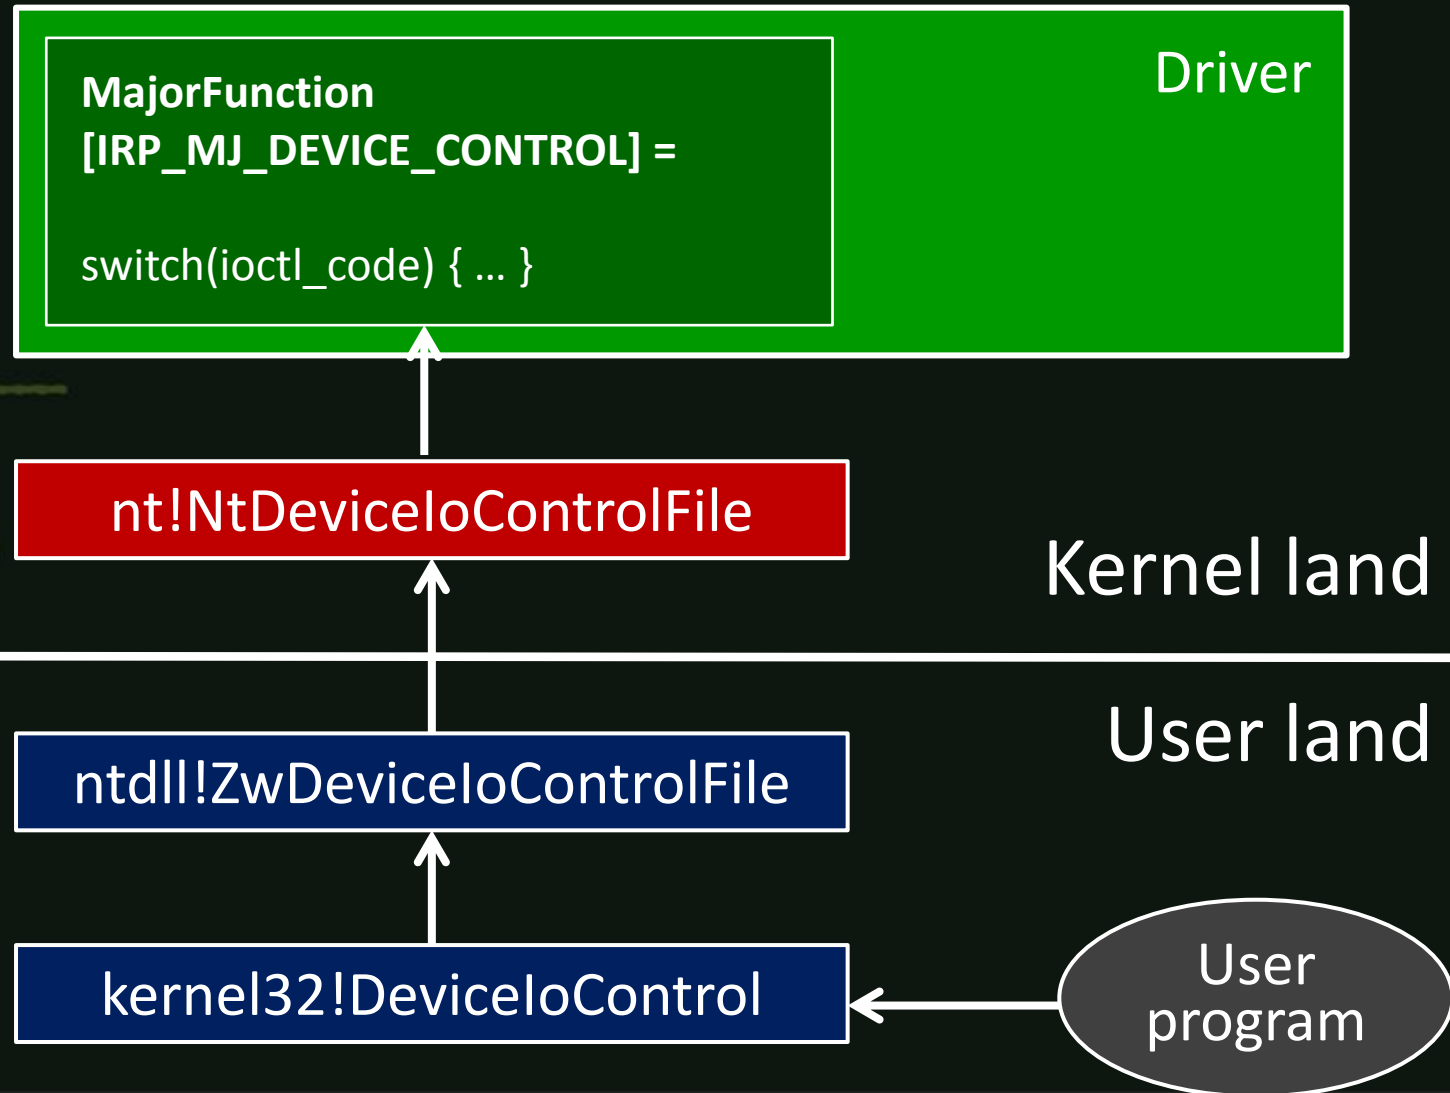 Driver
MajorFunction
[IRP_MJ_DEVICE_CONTROL] =
switch(ioctl_code) { … }
nt!NtDeviceIoControlFile
Kernel land
User land
ntdll!ZwDeviceIoControlFile
kernel32!DeviceIoControl
User
program